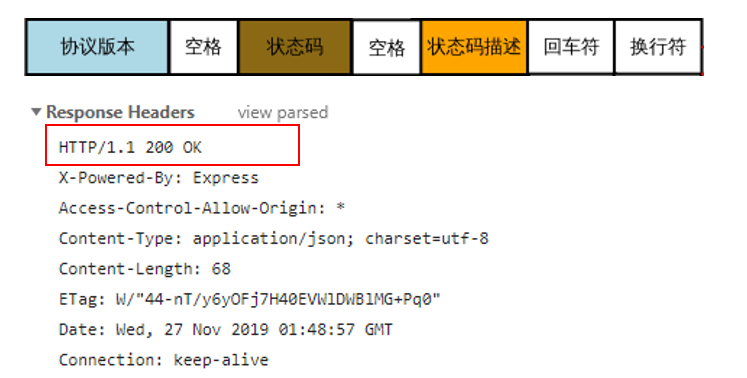 协议版本 空格 状态码 空格 状态码描述 回车符 换行符
Response Headers view parsed
HTTP/1.1 200 OK
X-Powered-By: Express
Access-Control-Allow-Origin: *
Content-Type: application/json; charset=utf-8
Content-Length: 68
ETag: W/"44-nT/y6yOFj7H40EVWlDWBlMG+Pq0"
Date: Wed, 27 Nov 2019 01:48:57 GMT
Connection: keep-alive